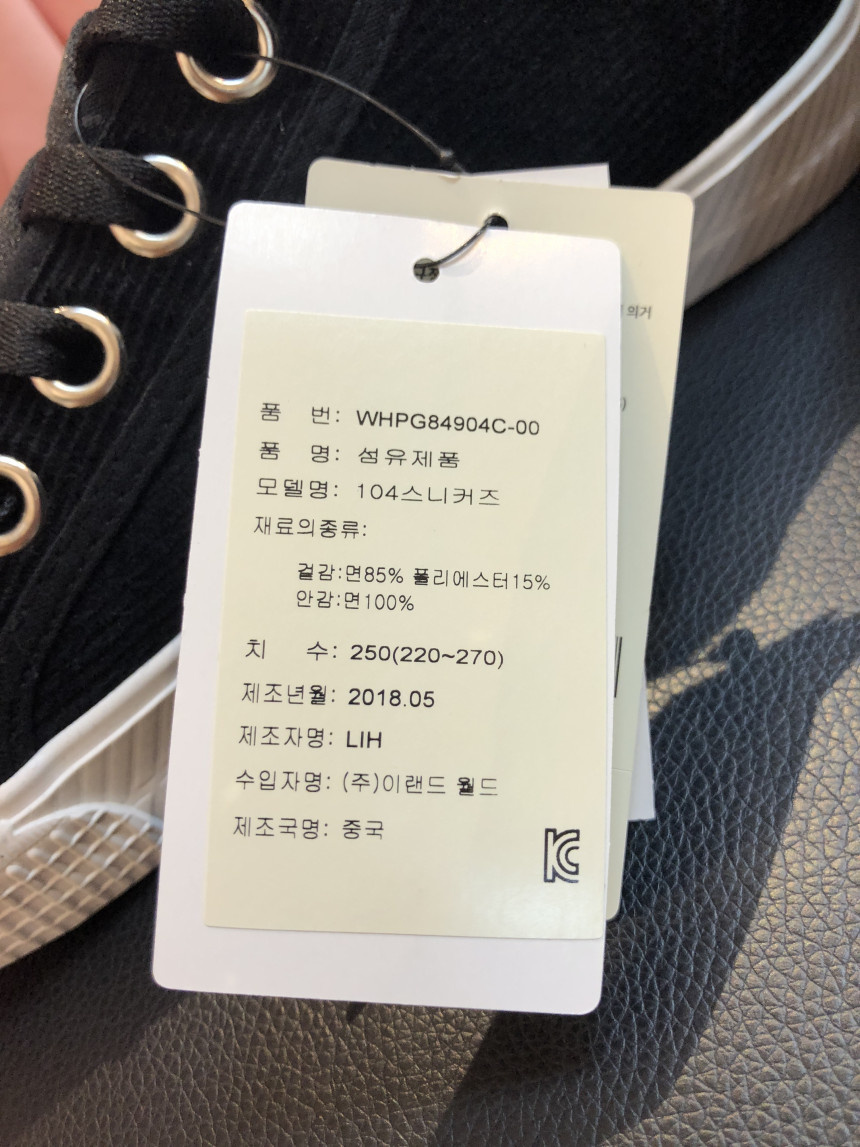 의거
품 번: WHPG84904C-00
품 명: 섬유제품
모델명: 104스니커즈
재료의종류:
겉감:면85% 폴리에스터15%
안감:면100%
치 수: 250(220~270)
제조년월: 2018.05
제조자명: LIH
수입자명: (주)이랜드 월드
제조국명: 중국